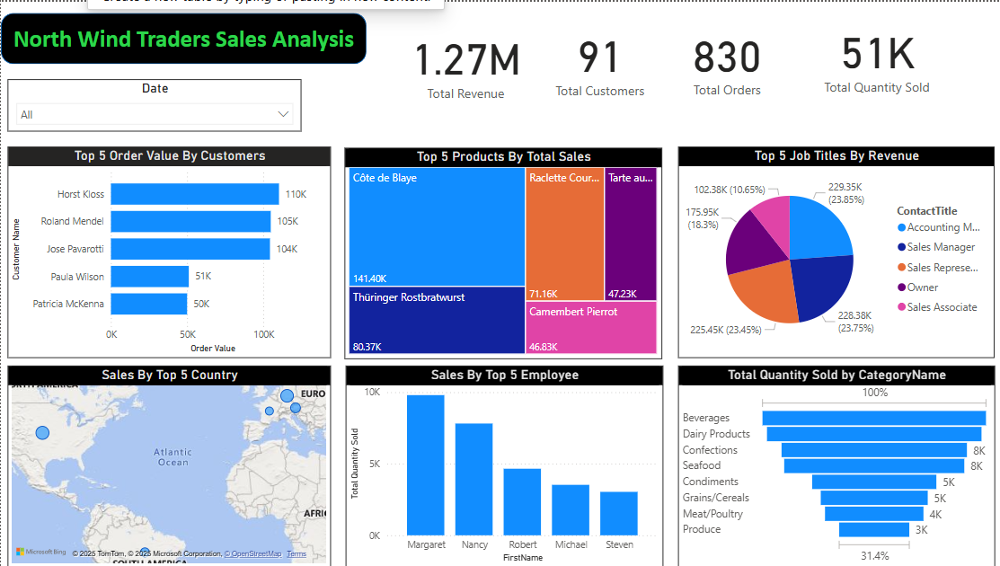 Create a new table by typing or pasting in new content.
North Wind Traders Sales Analysis
1.27M
Total Revenue
91
Total Customers
830
Total Orders
51K
Total Quantity Sold
Date
All
Top 5 Order Value By Customers
Customer Name
Horst Kloss
110K
Roland Mendel
105K
Jose Pavarotti
104K
Paula Wilson
51K
Patricia McKenna
50K
0K
50K
100K
Order Value
Top 5 Products By Total Sales
Côte de Blaye
141.40K
Thüringer Rostbratwurst
80.37K
Raclette Cour...
71.16K
Tarte au...
47.23K
Camembert Pierrot
46.83K
Top 5 Job Titles By Revenue
102.38K (10.65%)
229.35K
(23.85%)
175.95K
(18.3%)
225.45K (23.45%)
228.38K
(23.75%)
ContactTitle
Accounting M...
Sales Manager
Sales Represe...
Owner
Sales Associate
Sales By Top 5 Country
NORTH AMERICA
EURO
Atlantic
Ocean
AFRI
SOUTH AMERICA
Microsoft Bing
© 2025 TomTom, © 2025 Microsoft Corporation, © OpenStreetMap Terms
Sales By Top 5 Employee
Total Quantity Sold
10K
5K
0K
Margaret
Nancy
Robert
Michael
Steven
FirstName
Total Quantity Sold by CategoryName
100%
Beverages
Dairy Products
Confections
8K
Seafood
8K
Condiments
5K
Grains/Cereals
5K
Meat/Poultry
4K
Produce
3K
31.4%